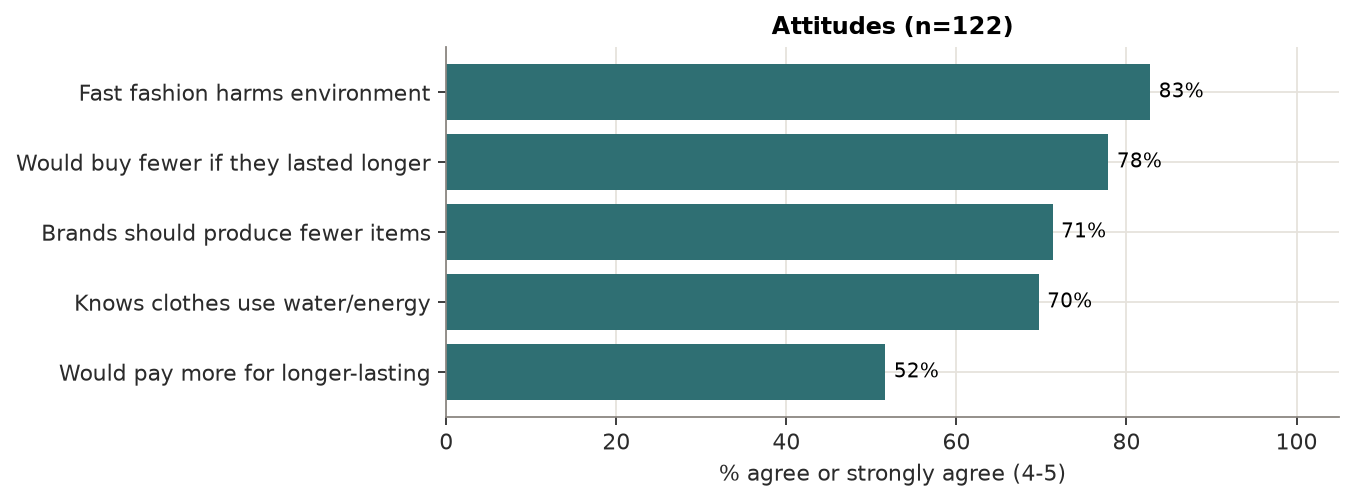 Attitudes (n=122)
Fast fashion harms environment 83%
Would buy fewer if they lasted longer 78%
Brands should produce fewer items 71%
Knows clothes use water/energy 70%
Would pay more for longer-lasting 52%
0 20 40 60 80 100
% agree or strongly agree (4-5)